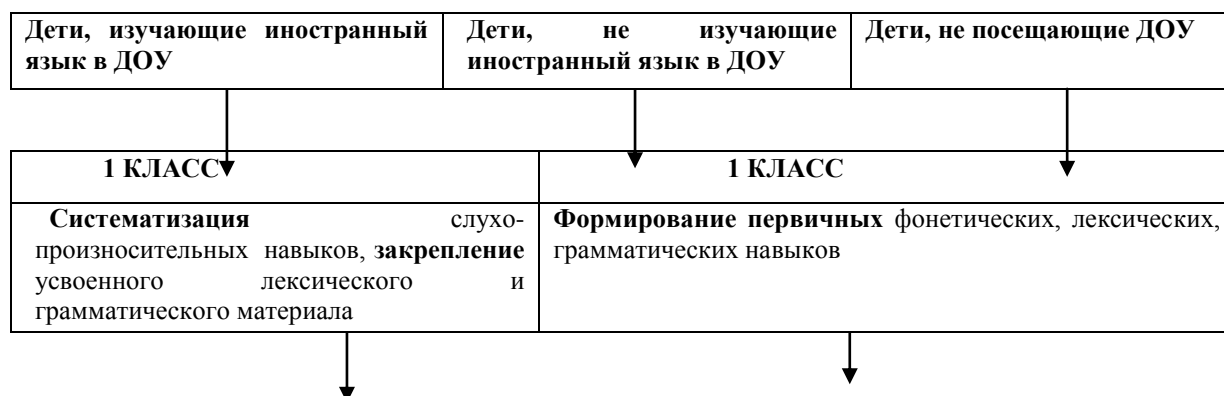 Дети, изучающие иностранный
язык в ДОУ
Дети, не изучающие
иностранный язык в ДОУ
Дети, не посещающие ДОУ
1 КЛАСС
Систематизация слухо-
произносительных навыков, закрепление
усвоенного лексического и
грамматического материала
1 КЛАСС
Формирование первичных фонетических, лексических,
грамматических навыков